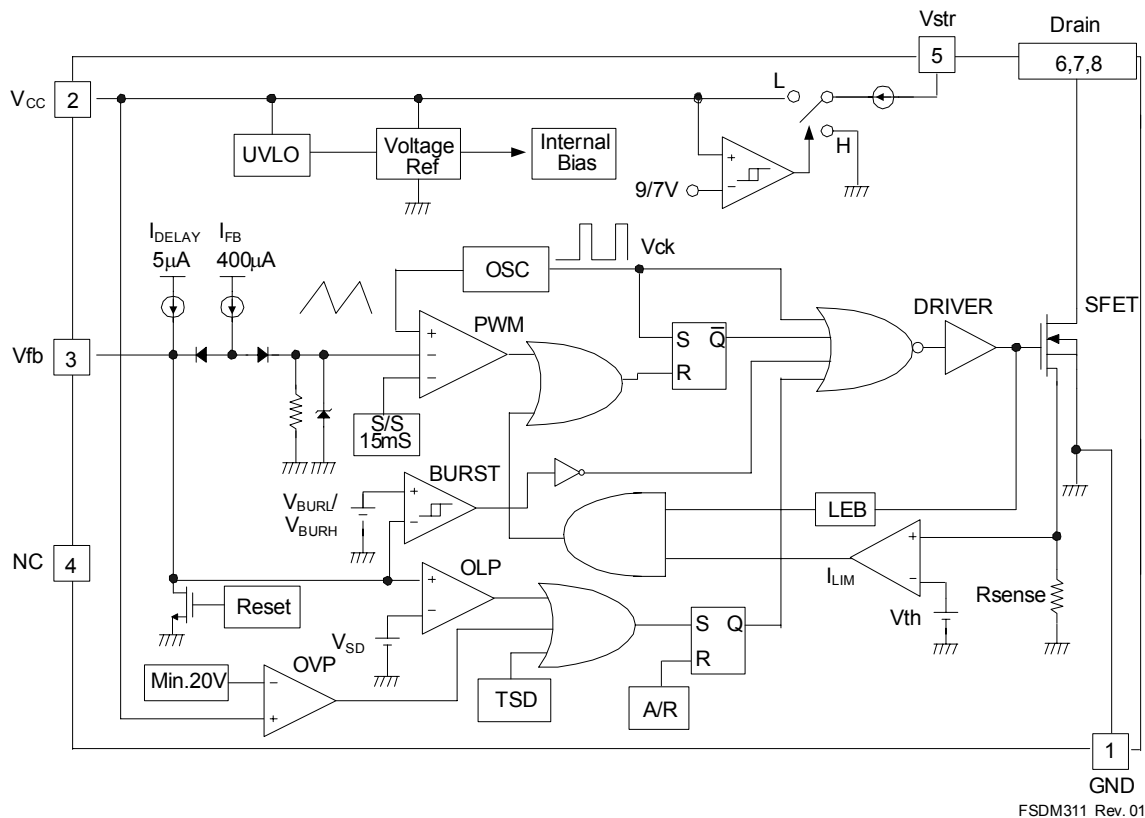 Vstr
Drain
5
6,7,8
VCC
2
L
H
UVLO
Voltage
Ref
Internal
Bias
+
−
9/7V
IDELAY
5μA
IFB
400μA
OSC
Vck
PWM
+
−
−
S/S
15mS
S
Q̅
R
DRIVER
SFET
Vfb
3
BURST
+
−
VBURL/
VBURH
LEB
NC
4
OLP
+
−
VSD
ILIM
+
−
Vth
Rsense
Reset
S
Q
R
OVP
Min.20V
−
+
TSD
A/R
1
GND
FSDM311 Rev. 01